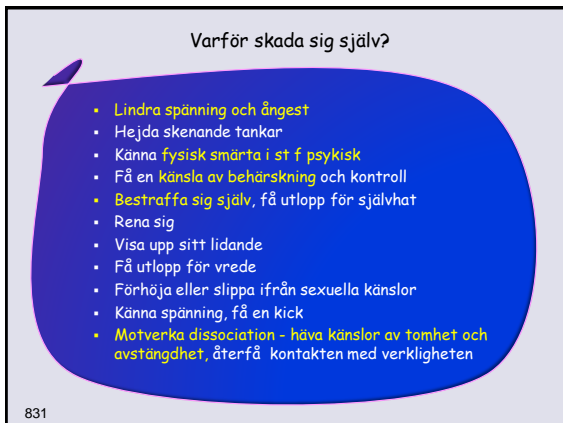 Varför skada sig själv?
▪ Lindra spänning och ångest
▪ Hejda skenande tankar
▪ Känna fysisk smärta i st f psykisk
▪ Få en känsla av behärskning och kontroll
▪ Bestraffa sig själv, få utlopp för självhat
▪ Rena sig
▪ Visa upp sitt lidande
▪ Få utlopp för vrede
▪ Förhöja eller slippa ifrån sexuella känslor
▪ Känna spänning, få en kick
▪ Motverka dissociation - häva känslor av tomhet och
avstängdhet, återfå kontakten med verkligheten
831